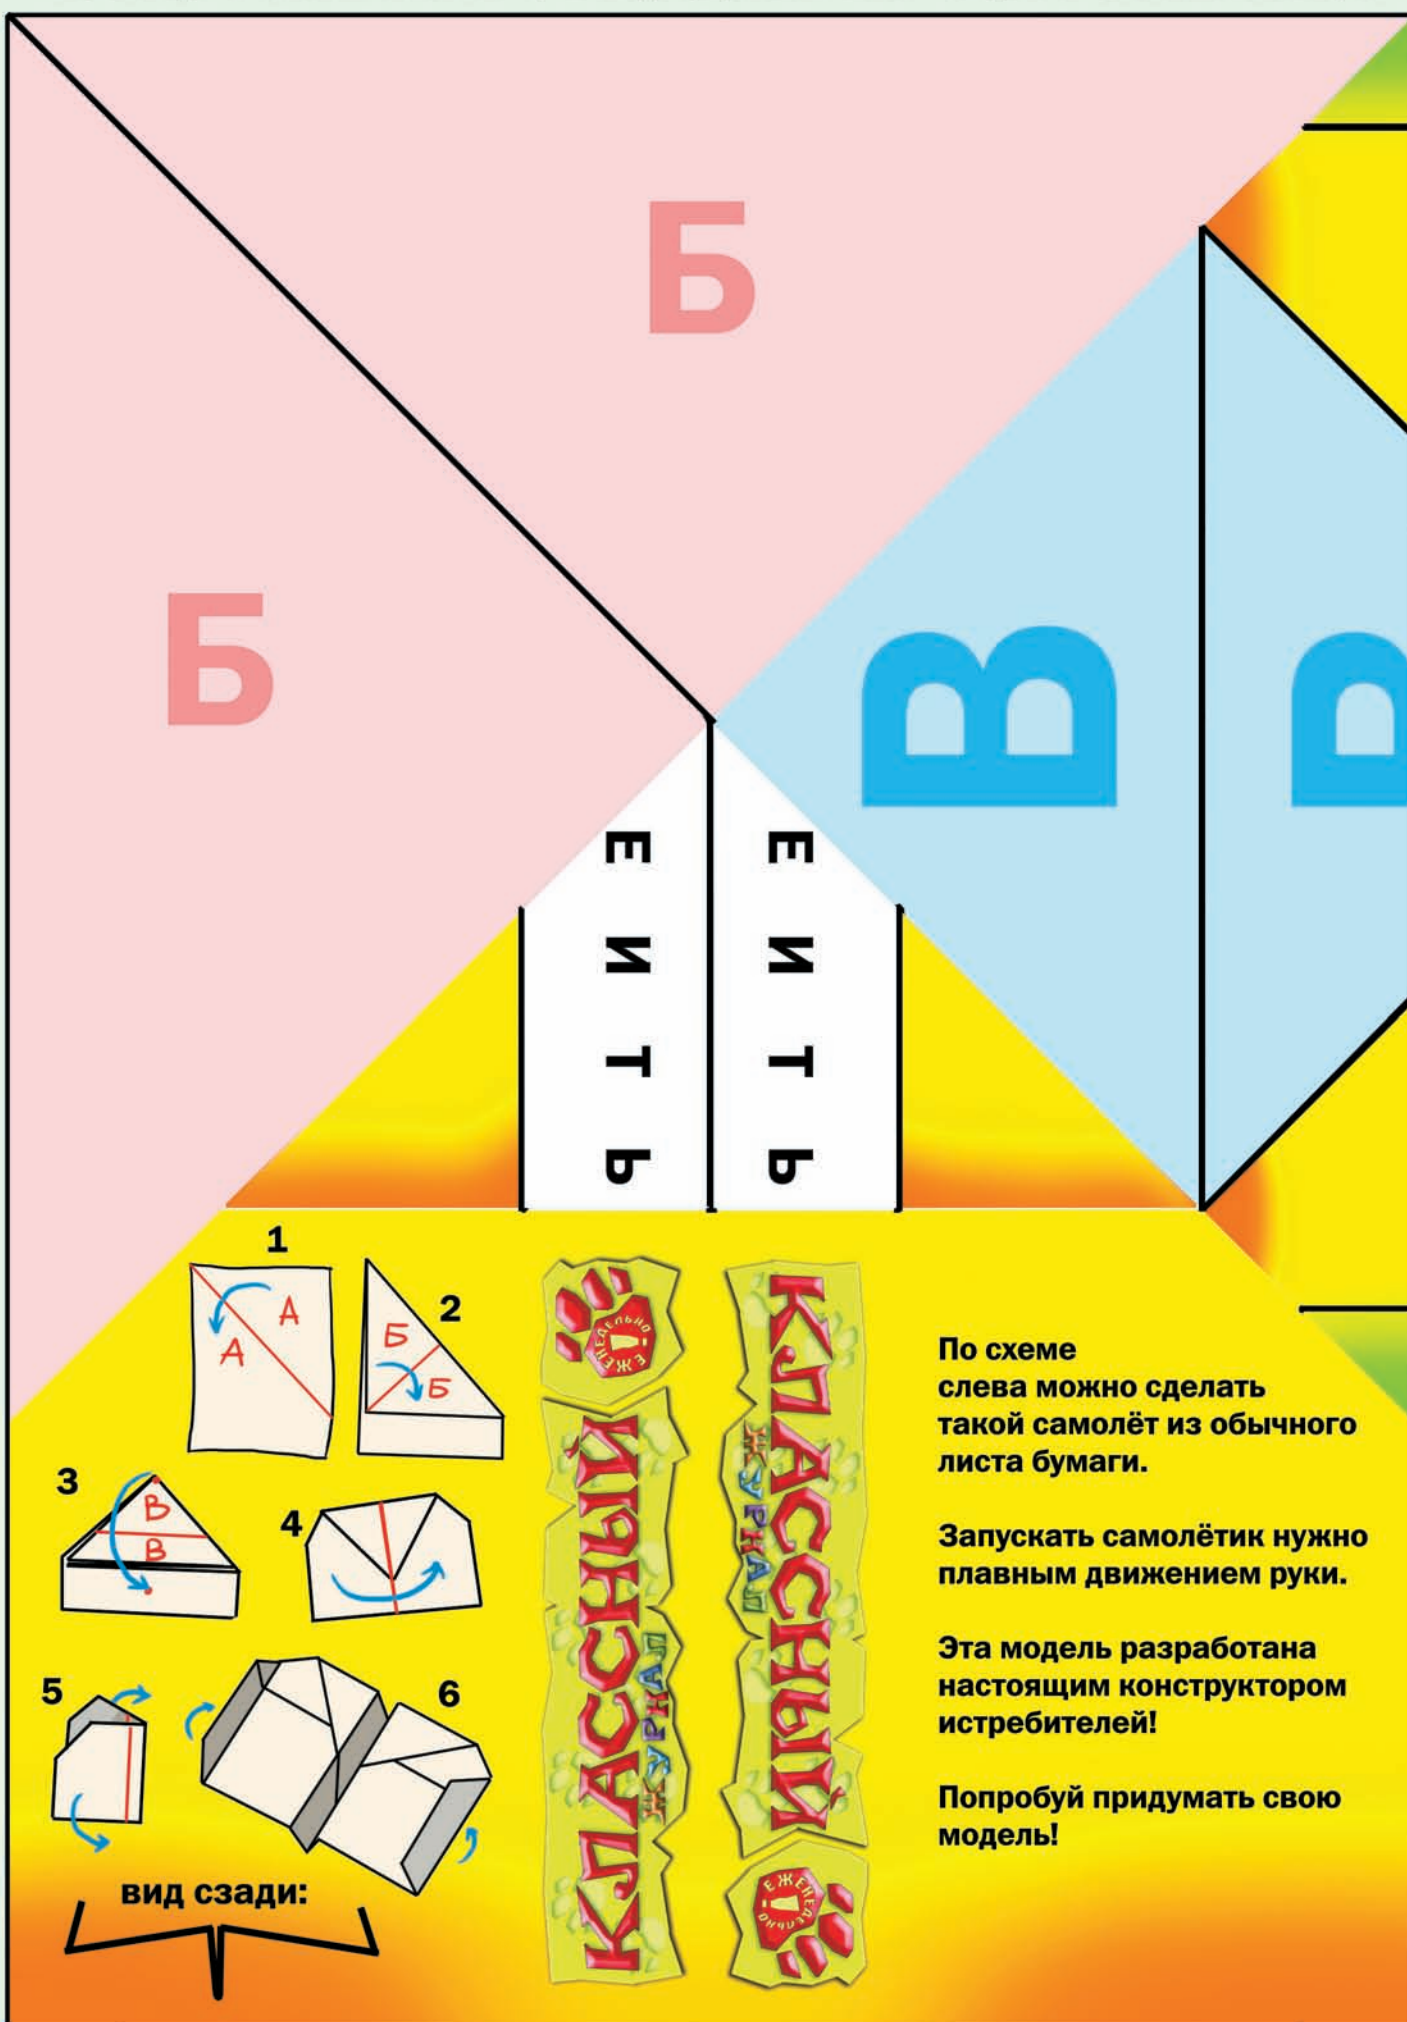 Б
Б
В
Е И Т Ь
Е И Т Ь
1
А
А
2
Б
Б
3
В
В
4
5
6
вид сзади:
ЕЖЕНЕДЕЛЬНО
КЛАССНЫЙ
ЖУРНАЛ
КЛАССНЫЙ
ЖУРНАЛ
ЕЖЕНЕДЕЛЬНО
По схеме
слева можно сделать
такой самолёт из обычного
листа бумаги.
Запускать самолётик нужно
плавным движением руки.
Эта модель разработана
настоящим конструктором
истребителей!
Попробуй придумать свою
модель!